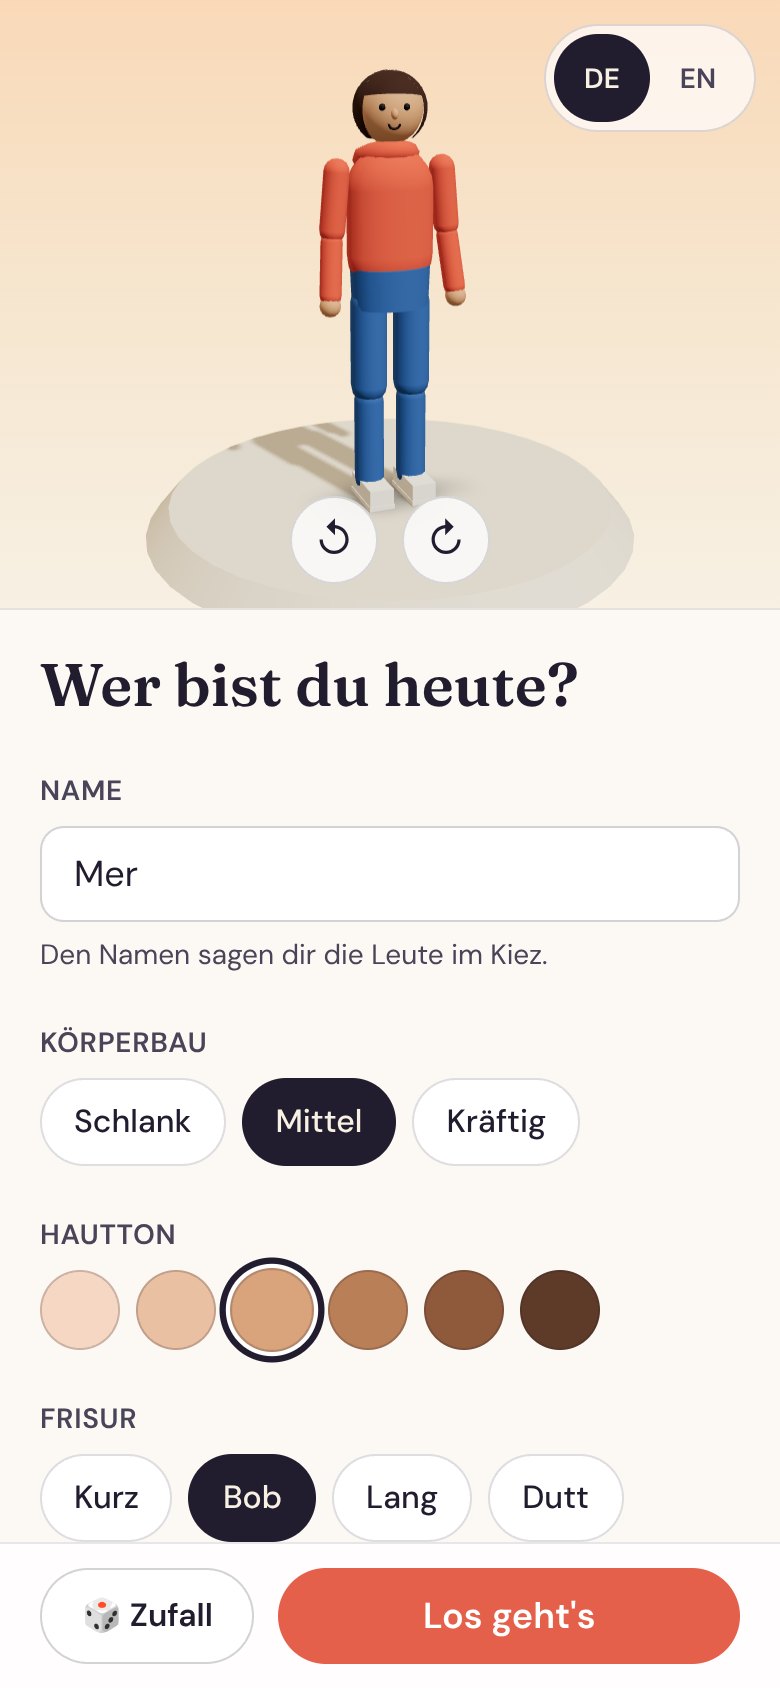 DE EN
Wer bist du heute?
NAME
Mer
Den Namen sagen dir die Leute im Kiez.
KÖRPERBAU
Schlank Mittel Kräftig
HAUTTON
FRISUR
Kurz Bob Lang Dutt
Zufall Los geht's